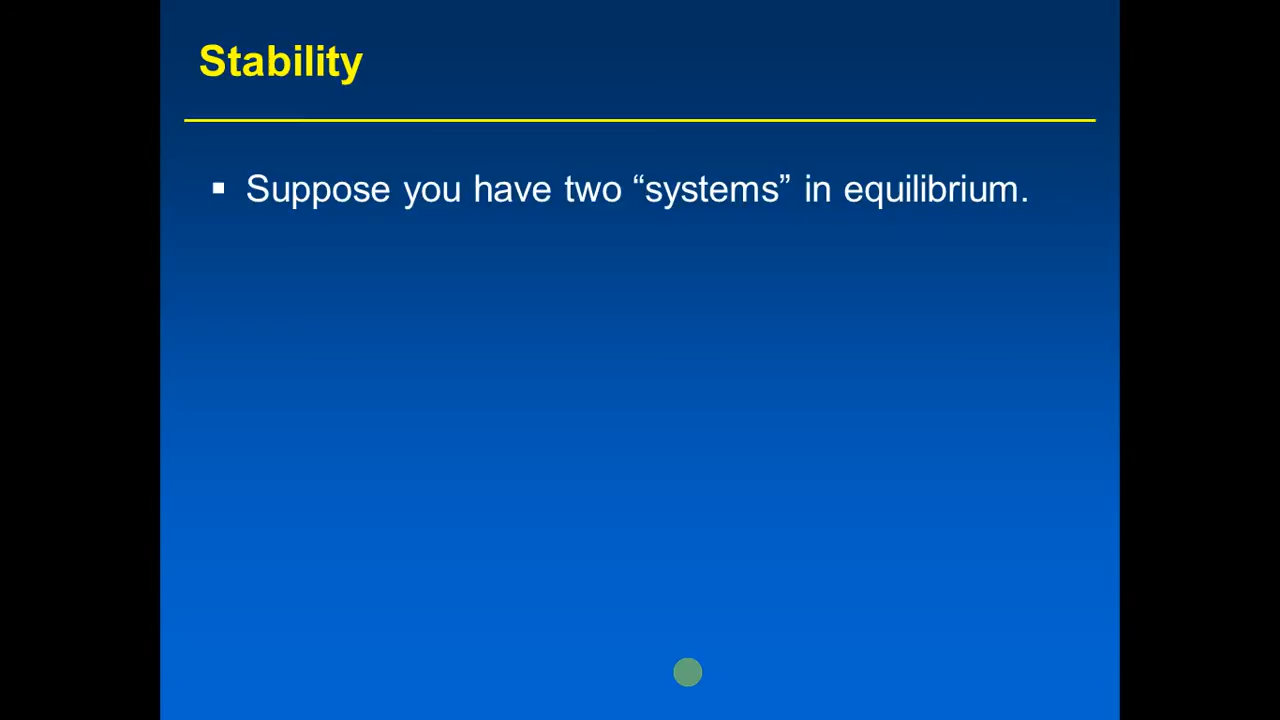 Stability
▪ Suppose you have two “systems” in equilibrium.